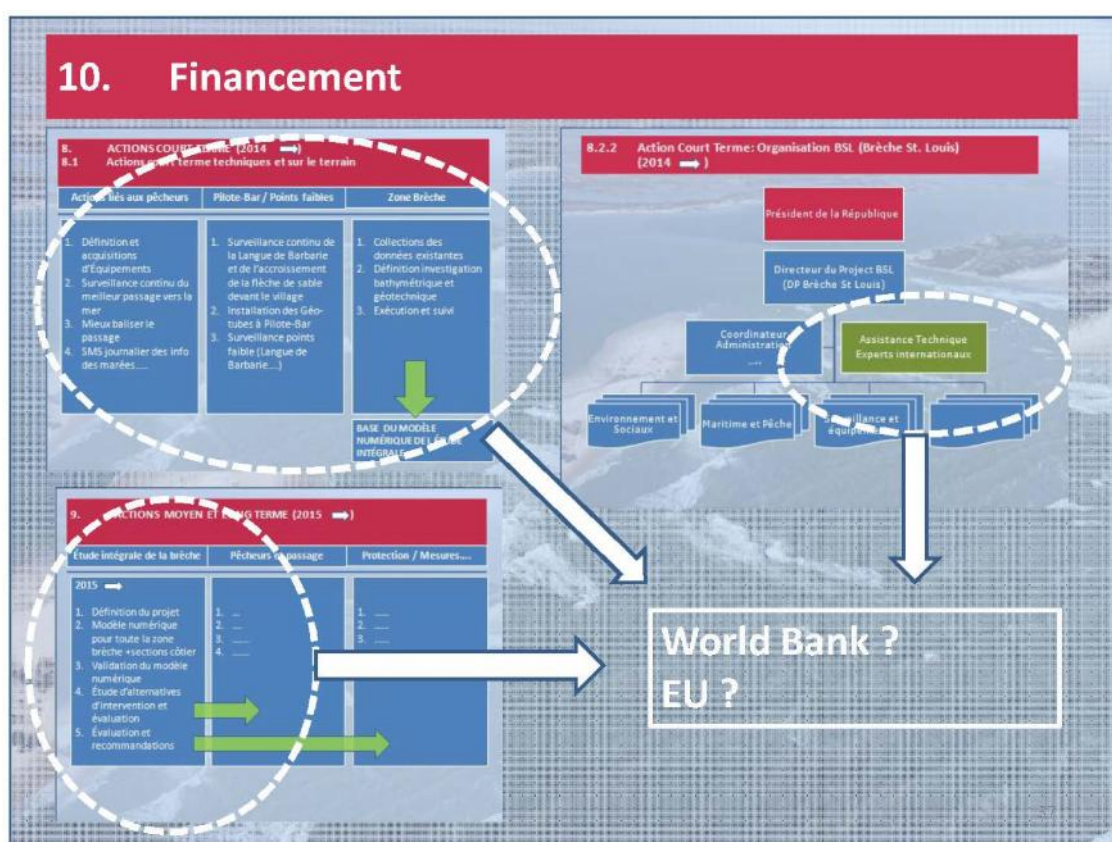 10. Financement
8. ACTIONS COURT TERME (2014 )
8.1 Actions court terme techniques et sur le terrain
Actions liés aux pêcheurs
1. Définition et
acquisitions
d'Équipements
2. Surveillance continu du
meilleur passage vers la
mer
3. Mieux baliser le
passage
4. SMS journalier des info
des marées.....
Pilote-Bar / Points faibles
1. Surveillance continu de
la Langue de Barbarie
et de l'accroissement
de la flèche de sable
devant le village
2. Installation des Géo-
tubes à Pilote-Bar
3. Surveillance points
faible (Langue de
Barbarie....)
Zone Brèche
1. Collections des
données existantes
2. Définition investigation
bathymétrique et
géotechnique
3. Exécution et suivi
BASE DU MODÈLE
NUMÉRIQUE DE L'ÉTUDE
INTÉGRALE
8.2.2 Action Court Terme: Organisation BSL (Brèche St. Louis)
(2014 )
Président de la République
Directeur du Project BSL
(DP Brèche St Louis)
Coordinateur
Administration
.....
Assistance Technique
Experts internationaux
Environnement et
Sociaux
Maritime et Pêche
Surveillance et
9. ACTIONS MOYEN ET LONG TERME (2015 )
Étude intégrale de la brèche
2015
1. Définition du projet
2. Modèle numérique
pour toute la zone
brèche +sections côtier
3. Validation du modèle
numérique
4. Étude d'alternatives
d'intervention et
évaluation
5. Évaluation et
recommandations
Pêcheurs et passage
1. ....
2. ....
3. ......
4. ......
Protection / Mesures.....
1. ......
2. .....
3. ......
World Bank ?
EU ?
37